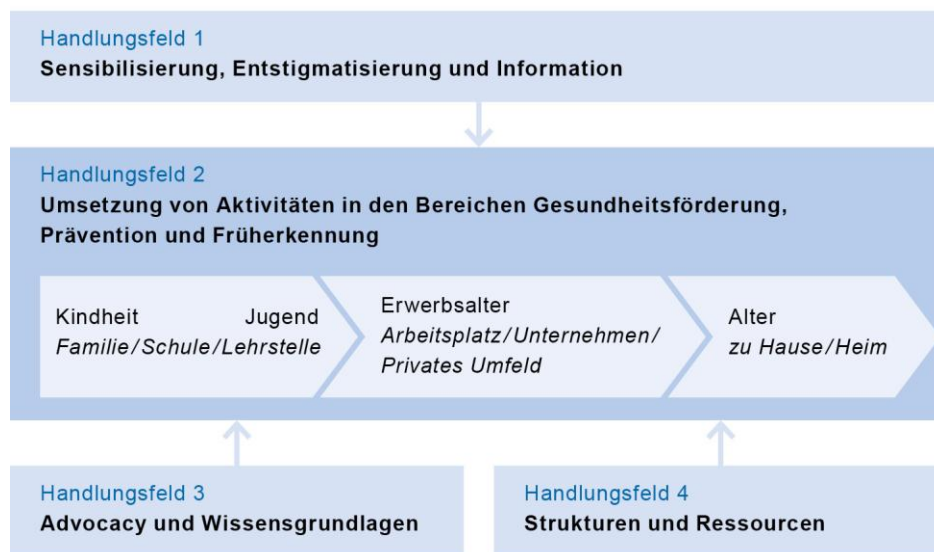 Handlungsfeld 1
Sensibilisierung, Entstigmatisierung und Information
Handlungsfeld 2
Umsetzung von Aktivitäten in den Bereichen Gesundheitsförderung,
Prävention und Früherkennung
Kindheit Jugend
Familie/Schule/Lehrstelle
Erwerbsalter
Arbeitsplatz/Unternehmen/
Privates Umfeld
Alter
zu Hause/Heim
Handlungsfeld 3
Advocacy und Wissensgrundlagen
Handlungsfeld 4
Strukturen und Ressourcen